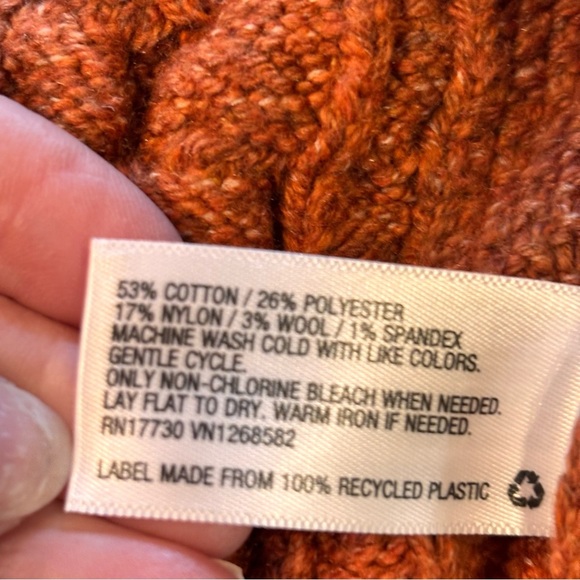 53% COTTON / 26% POLYESTER
17% NYLON / 3% WOOL / 1% SPANDEX
MACHINE WASH COLD WITH LIKE COLORS.
GENTLE CYCLE.
ONLY NON-CHLORINE BLEACH WHEN NEEDED.
LAY FLAT TO DRY. WARM IRON IF NEEDED.
RN17730 VN1268582
LABEL MADE FROM 100% RECYCLED PLASTIC